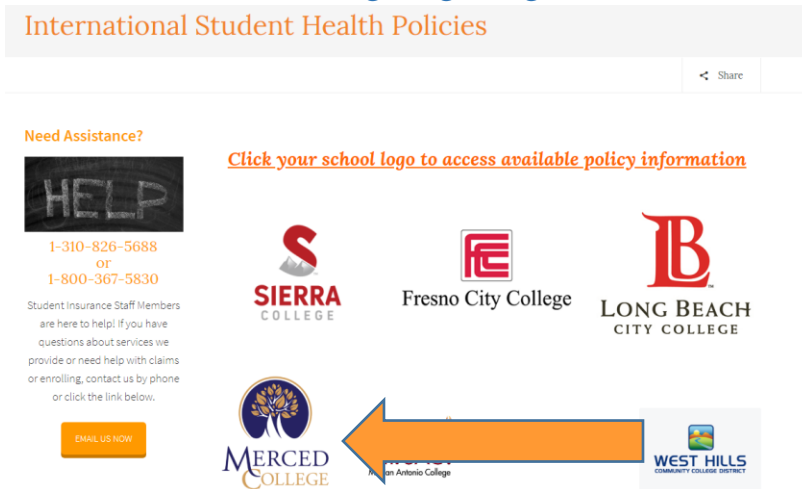 International Student Health Policies
Share
Need Assistance?
HELP
1-310-826-5688
or
1-800-367-5830
Student Insurance Staff Members
are here to help! If you have
questions about services we
provide or need help with claims
or enrolling, contact us by phone
or click the link below.
EMAIL US NOW
Click your school logo to access available policy information
SIERRA
COLLEGE
Fresno City College
LB
LONG BEACH
CITY COLLEGE
MERCED
COLLEGE
Antonio College
WEST HILLS
COMMUNITY COLLEGE DISTRICT